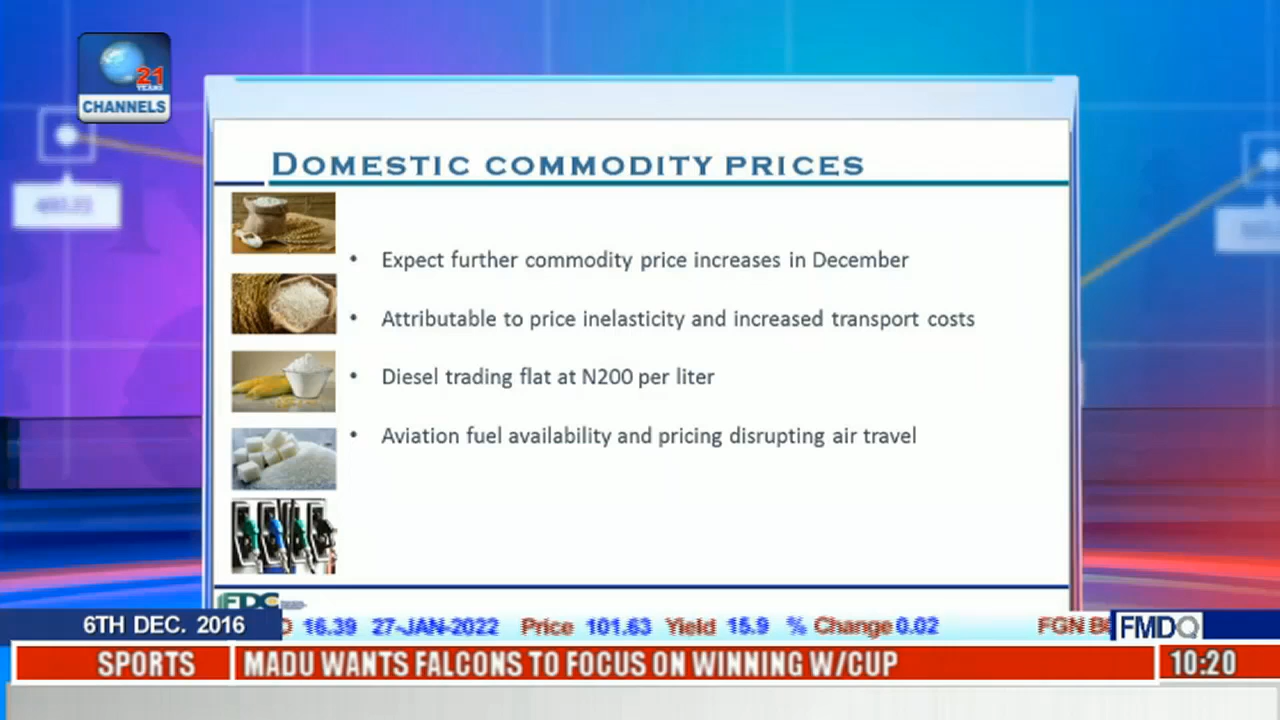 21
YEARS
CHANNELS
DOMESTIC COMMODITY PRICES
• Expect further commodity price increases in December
• Attributable to price inelasticity and increased transport costs
• Diesel trading flat at N200 per liter
• Aviation fuel availability and pricing disrupting air travel
FDC
6TH DEC. 2016
16.39 27-JAN-2022 Price 101.63 Yield 15.9 % Change 0.02 FGN
FMDQ
SPORTS MADU WANTS FALCONS TO FOCUS ON WINNING W/CUP 10:20